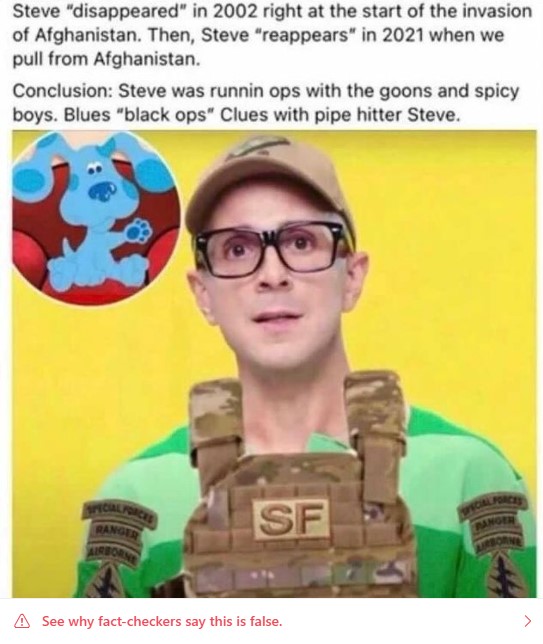 Steve "disappeared" in 2002 right at the start of the invasion
of Afghanistan. Then, Steve "reappears" in 2021 when we
pull from Afghanistan.
Conclusion: Steve was runnin ops with the goons and spicy
boys. Blues "black ops" Clues with pipe hitter Steve.
SF
SPECIAL FORCES
RANGER
AIRBORNE
SPECIAL FORCES
RANGER
AIRBORNE
See why fact-checkers say this is false.